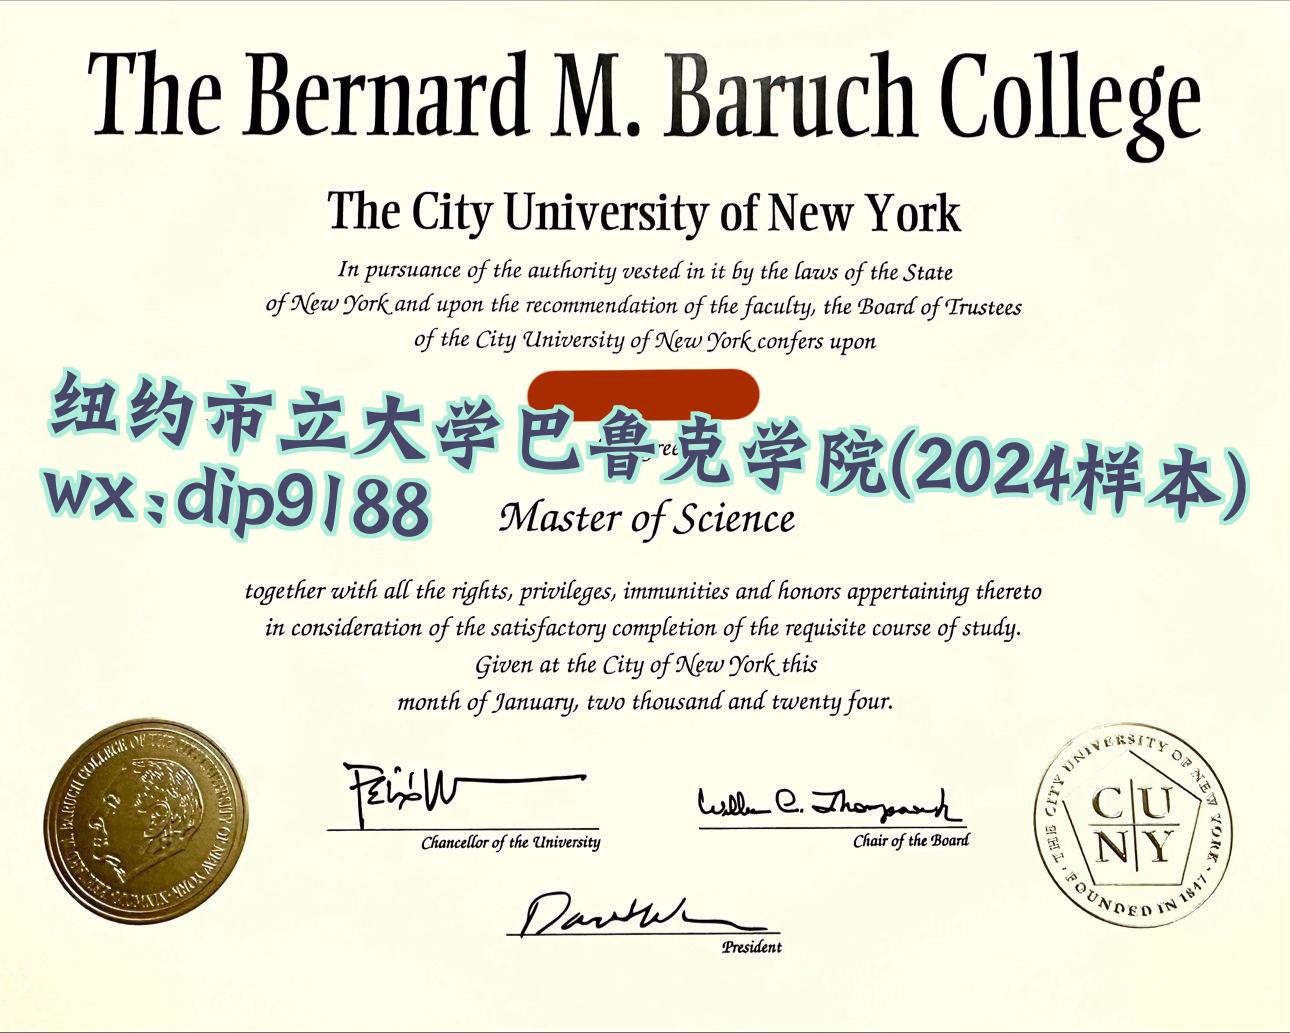 The Bernard M. Baruch College
The City University of New York
In pursuance of the authority vested in it by the laws of the State
of New York and upon the recommendation of the faculty, the Board of Trustees
of the City University of New York confers upon
纽约市立大学巴鲁克学院(2024样本)
wx:dip9188
Master of Science
together with all the rights, privileges, immunities and honors appertaining thereto
in consideration of the satisfactory completion of the requisite course of study.
Given at the City of New York this
month of January, two thousand and twenty four.
Chancellor of the University
Chair of the Board
President
THE CITY UNIVERSITY OF NEW YORK · FOUNDED IN 1847 ·
CUNY